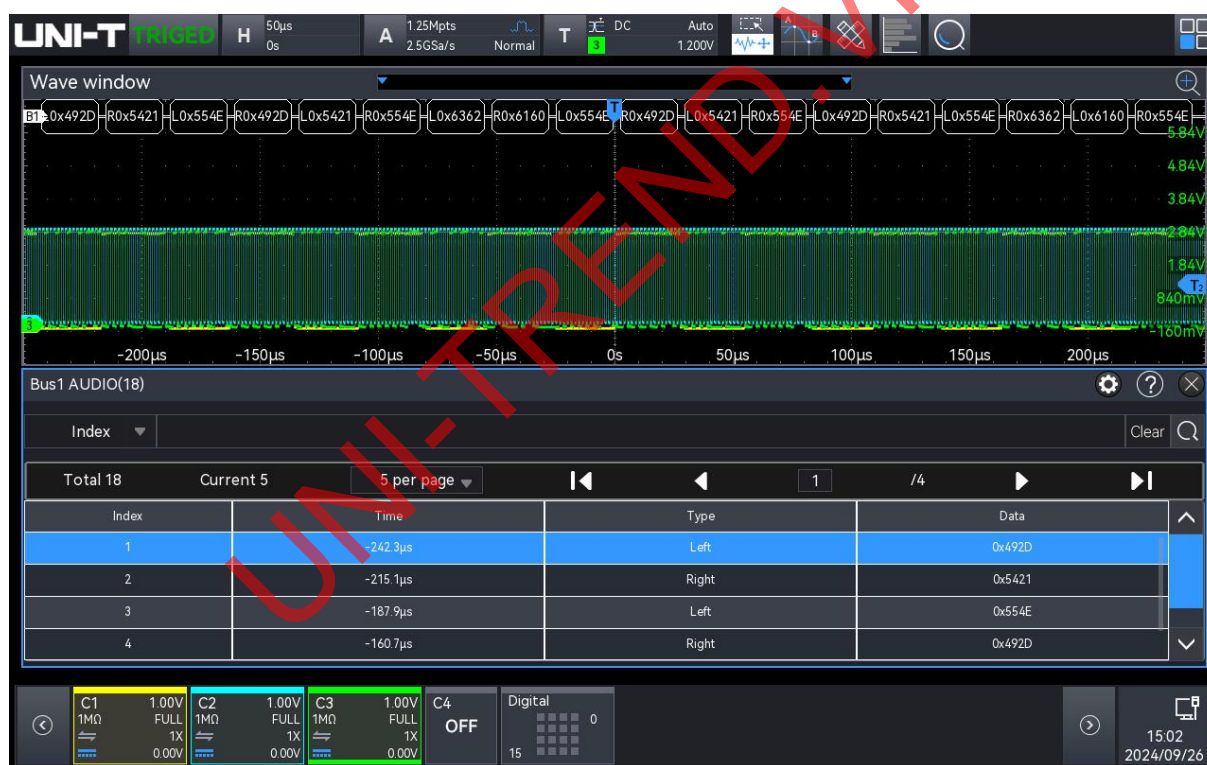 UNI-T TRIGED H 50µs 0s A 1.25Mpts 2.5GSa/s Normal T DC 3 Auto 1.200V A B
Wave window
B1 0x492D R0x5421 L0x554E R0x492D L0x5421 R0x554E L0x6362 R0x6160 L0x554E T R0x492D L0x5421 R0x554E L0x492D R0x5421 L0x554E R0x6362 L0x6160 R0x554E
5.84V
4.84V
3.84V
2.84V
1.84V
T2
840mV
3
-160mV
-200µs -150µs -100µs -50µs 0s 50µs 100µs 150µs 200µs
Bus1 AUDIO(18) ?
Index Clear
Total 18 Current 5 5 per page 1 /4
Index Time Type Data
1 -242.3µs Left 0x492D
2 -215.1µs Right 0x5421
3 -187.9µs Left 0x554E
4 -160.7µs Right 0x492D
C1 1.00V C2 1.00V C3 1.00V C4 Digital
1MΩ FULL 1MΩ FULL 1MΩ FULL OFF 0
1X 1X 1X
0.00V 0.00V 0.00V 15
15:02
2024/09/26
UNI-TREND.